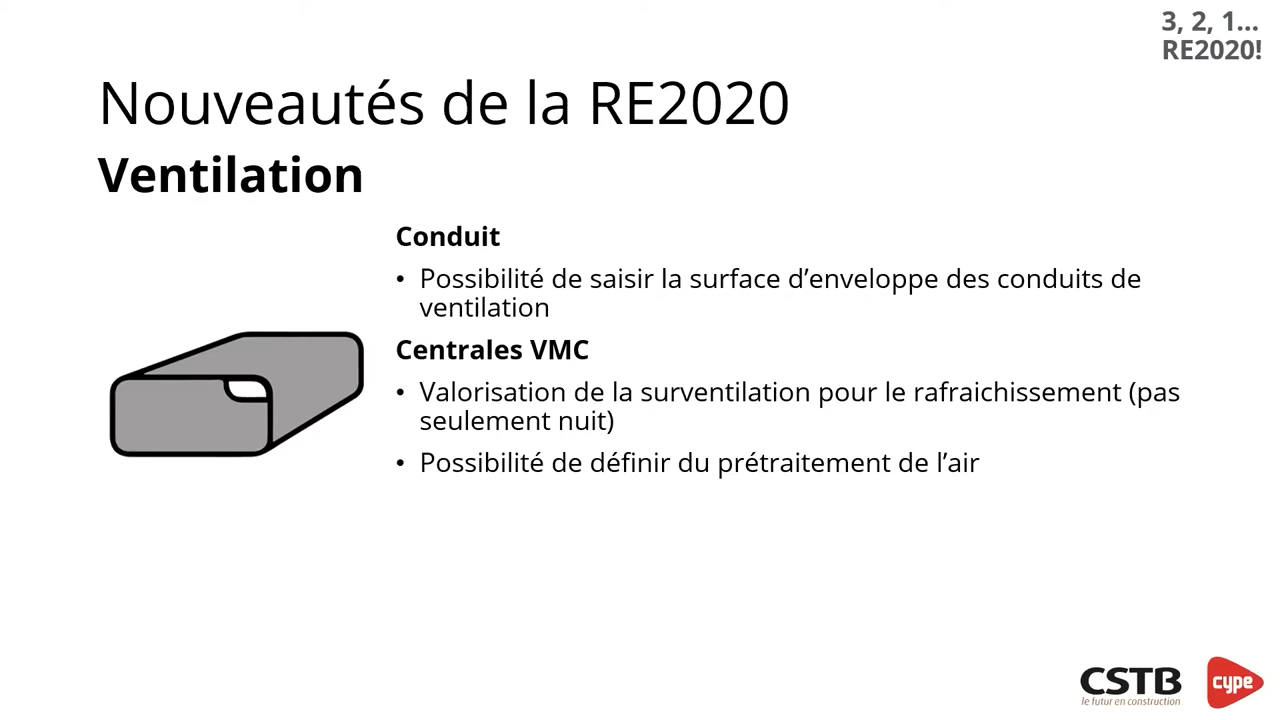 3, 2, 1...
RE2020!
Nouveautés de la RE2020
Ventilation
Conduit
• Possibilité de saisir la surface d’enveloppe des conduits de
ventilation
Centrales VMC
• Valorisation de la surventilation pour le rafraichissement (pas
seulement nuit)
• Possibilité de définir du prétraitement de l’air
CSTB
le futur en construction
cype